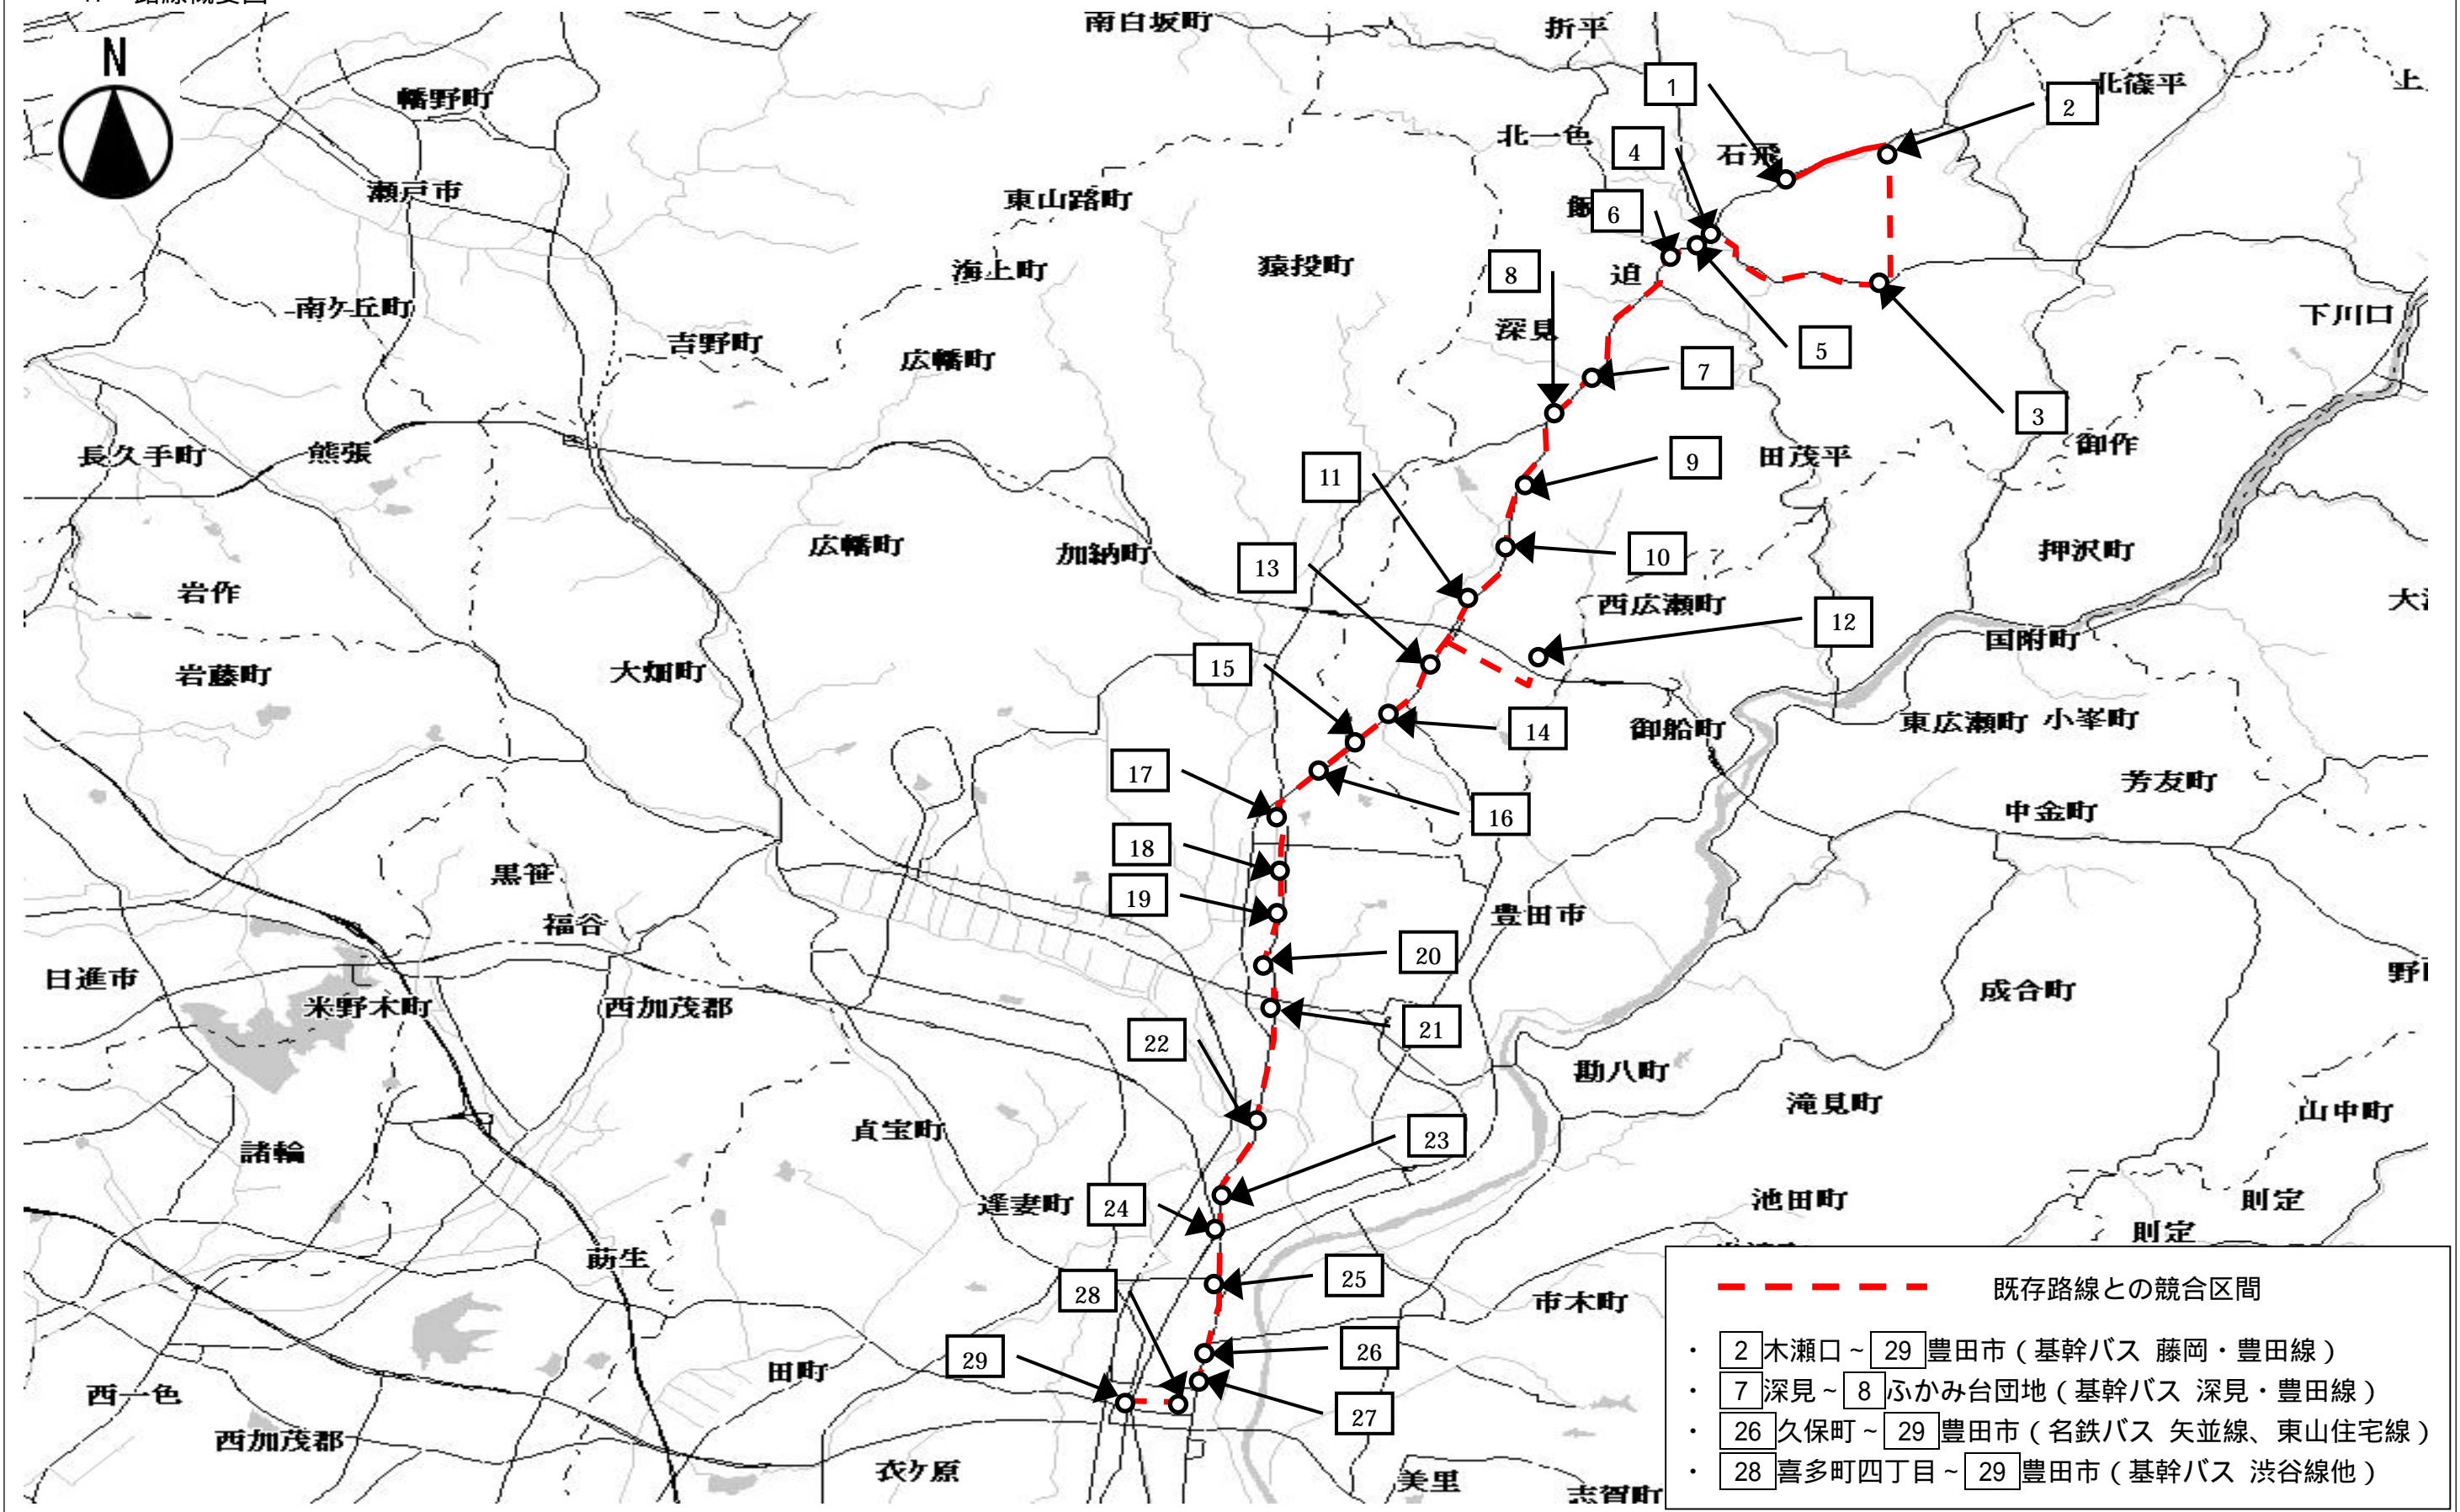 南白坂町
折平
N
幡野町
1
北篠平
2
上
北一色
4
石飛
瀬戸市
東山路町
飯
6
海上町
猿投町
8
迫
南ケ丘町
下川口
深見
吉野町
広幡町
5
7
3
長久手町
熊張
御作
田茂平
9
11
広幡町
加納町
10
押沢町
13
岩作
西広瀬町
12
国附町
岩藤町
大畑町
15
14
御船町
東広瀬町
小峯町
17
芳友町
16
中金町
18
黒笹
19
福谷
豊田市
20
日進市
米野木町
西加茂郡
成合町
21
22
勘八町
滝見町
山中町
貞宝町
23
諸輪
池田町
則定
逢妻町
24
則定
莇生
25
28
市木町
26
29
田町
西一色
27
西加茂郡
衣ケ原
美里
志賀町
既存路線との競合区間
・ 2 木瀬口~ 29 豊田市(基幹バス 藤岡・豊田線)
・ 7 深見~ 8 ふかみ台団地(基幹バス 深見・豊田線)
・ 26 久保町~ 29 豊田市(名鉄バス 矢並線、東山住宅線)
・ 28 喜多町四丁目~ 29 豊田市(基幹バス 渋谷線他)